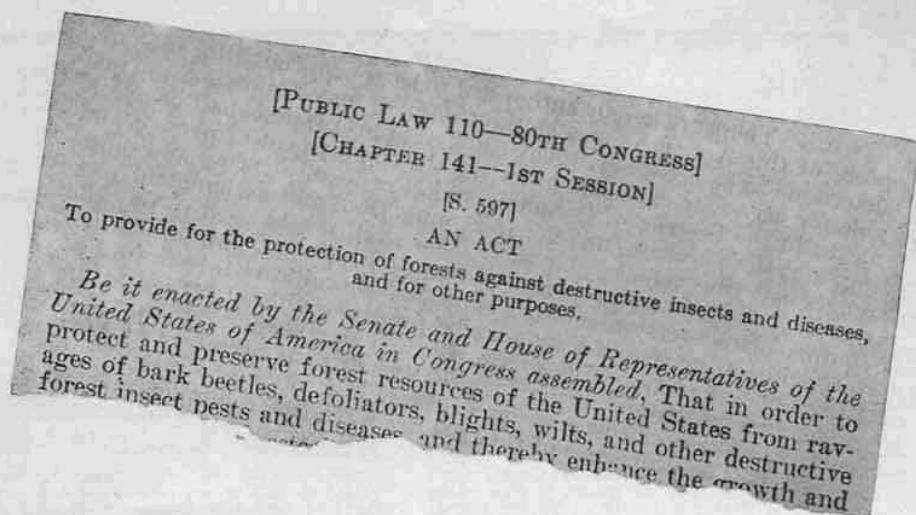 [PUBLIC LAW 110—80TH CONGRESS]
[CHAPTER 141—1ST SESSION]
[S. 597]
AN ACT
To provide for the protection of forests against destructive insects and diseases,
and for other purposes.
Be it enacted by the Senate and House of Representatives of the
United States of America in Congress assembled, That in order to
protect and preserve forest resources of the United States from rav-
ages of bark beetles, defoliators, blights, wilts, and other destructive
forest insect pests and diseases and thereby enhance the growth and